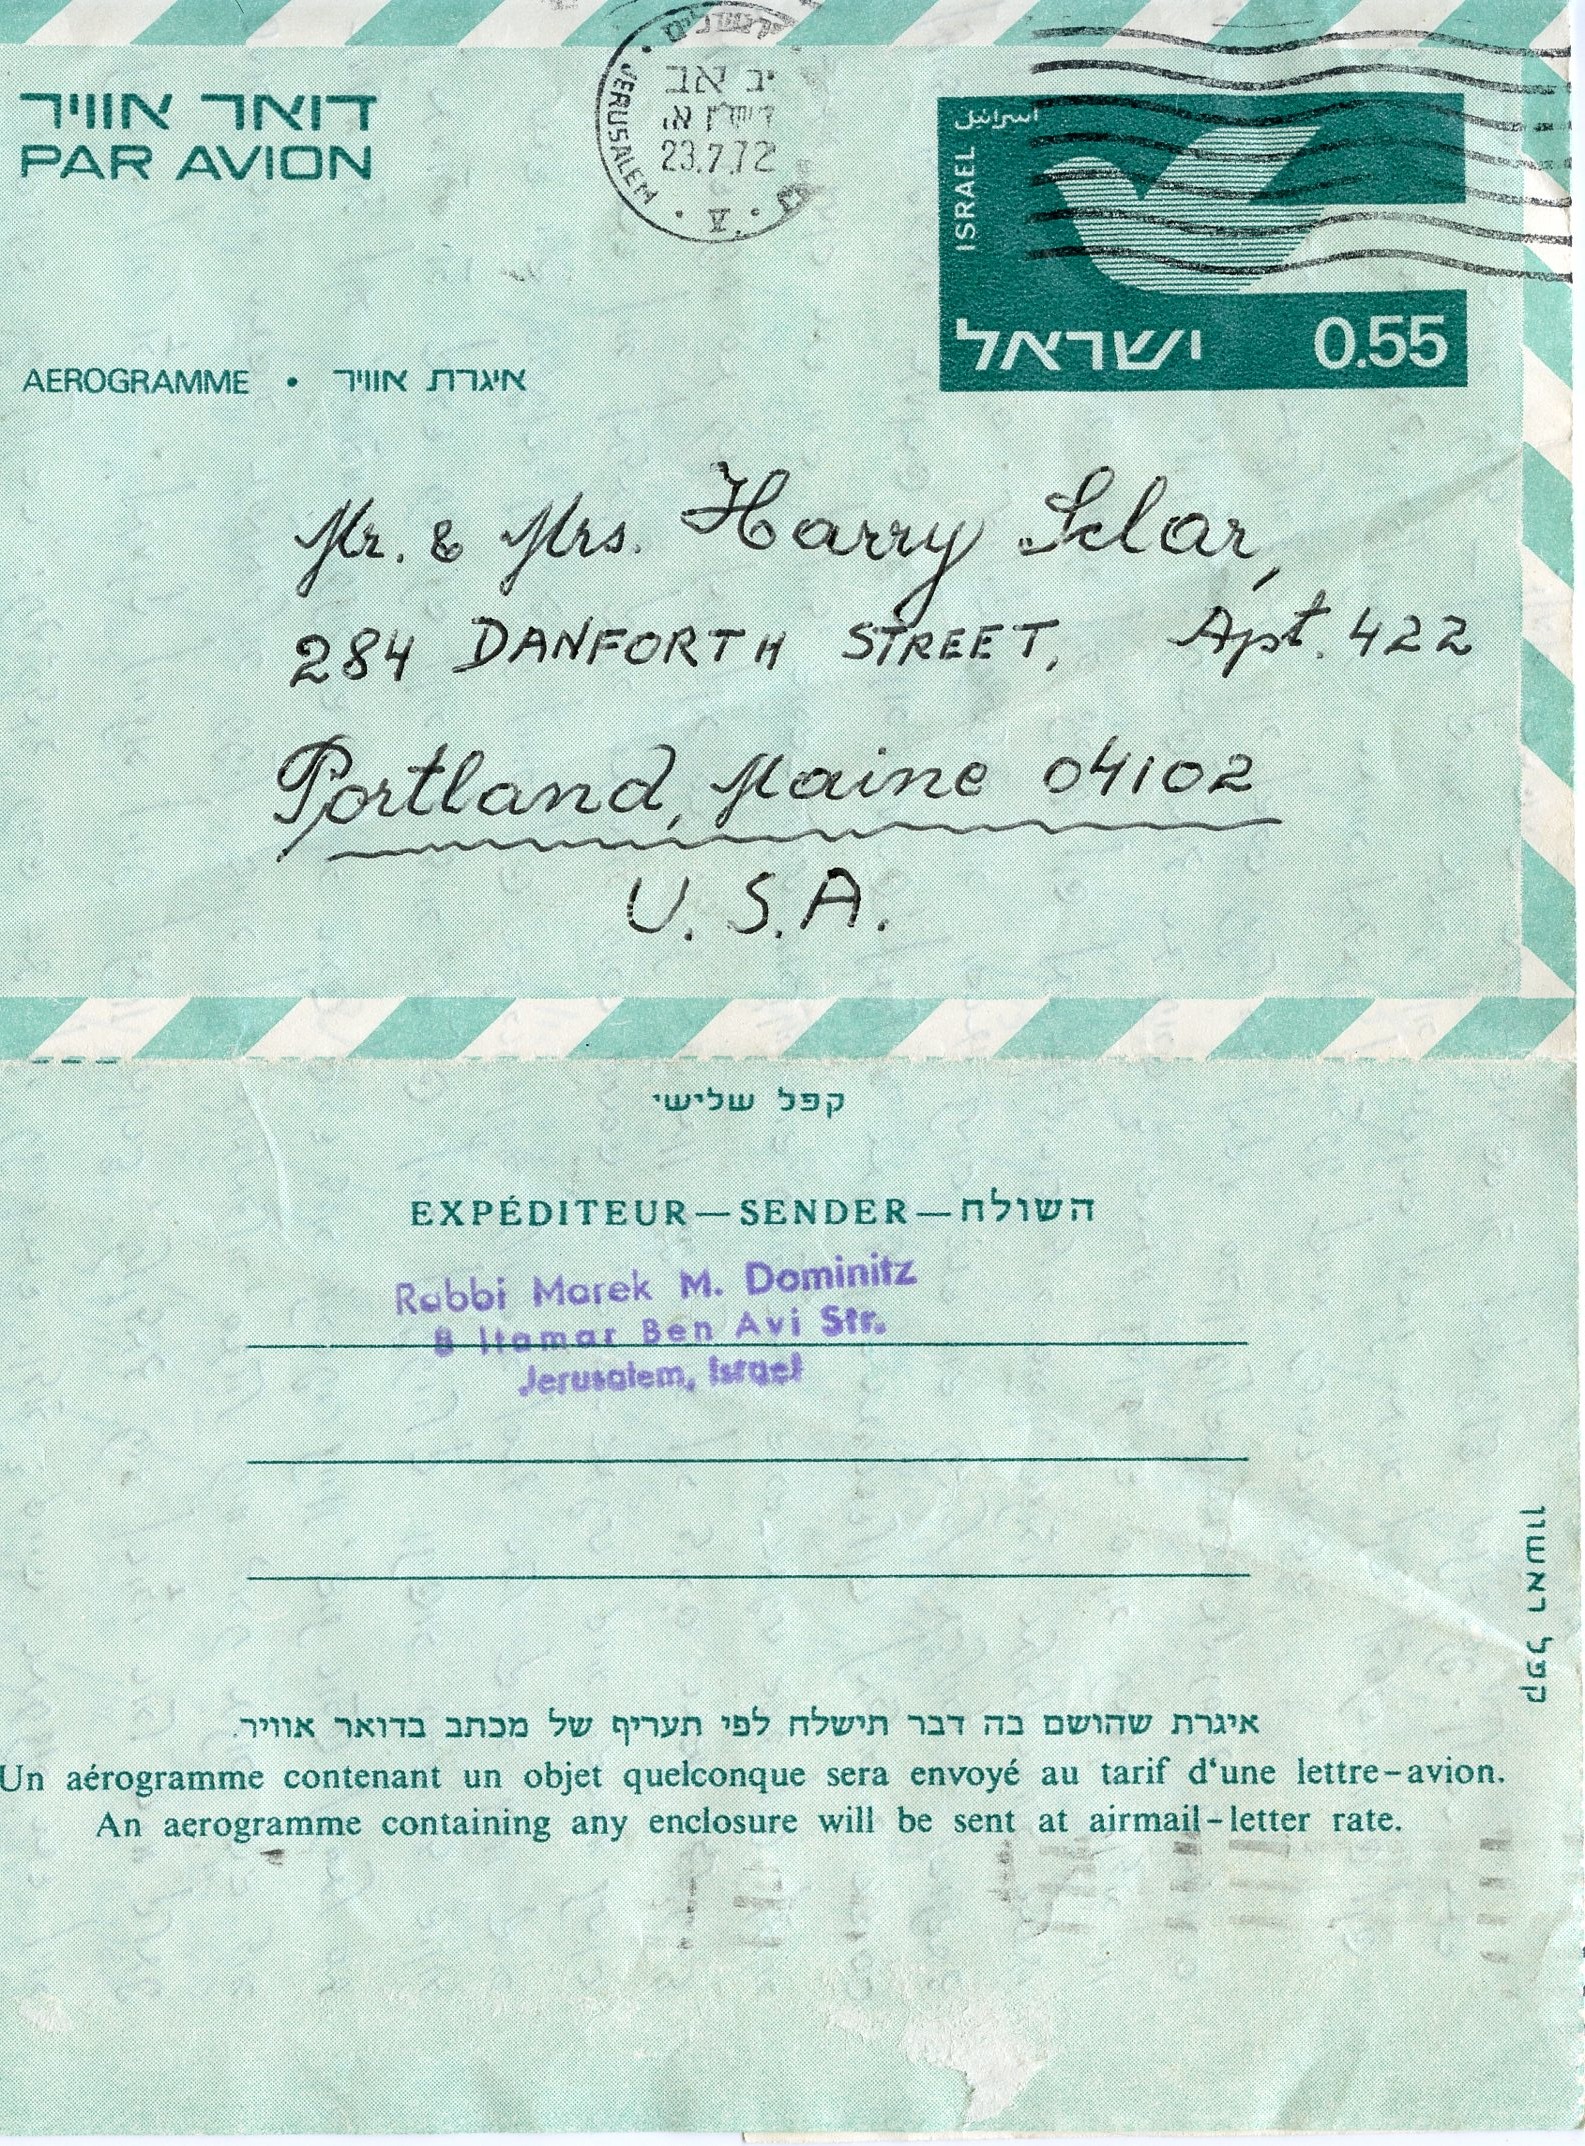 ירושלים
JERUSALEM
יב אב
23.7.72
V
דואר אוויר
PAR AVION
اسرائيل
ISRAEL
ישראל 0.55
AEROGRAMME • איגרת אוויר
Mr. & Mrs. Harry Sclar,
284 DANFORTH STREET, Apt. 422
Portland, Maine 04102
U.S.A.
קפל שלישי
EXPÉDITEUR — SENDER — השולח
Rabbi Marek M. Dominitz
8 Itamar Ben Avi Str.
Jerusalem, Israel
קפל ראשון
איגרת שהושם בה דבר תישלח לפי תעריף של מכתב בדואר אוויר.
Un aérogramme contenant un objet quelconque sera envoyé au tarif d'une lettre-avion.
An aerogramme containing any enclosure will be sent at airmail-letter rate.